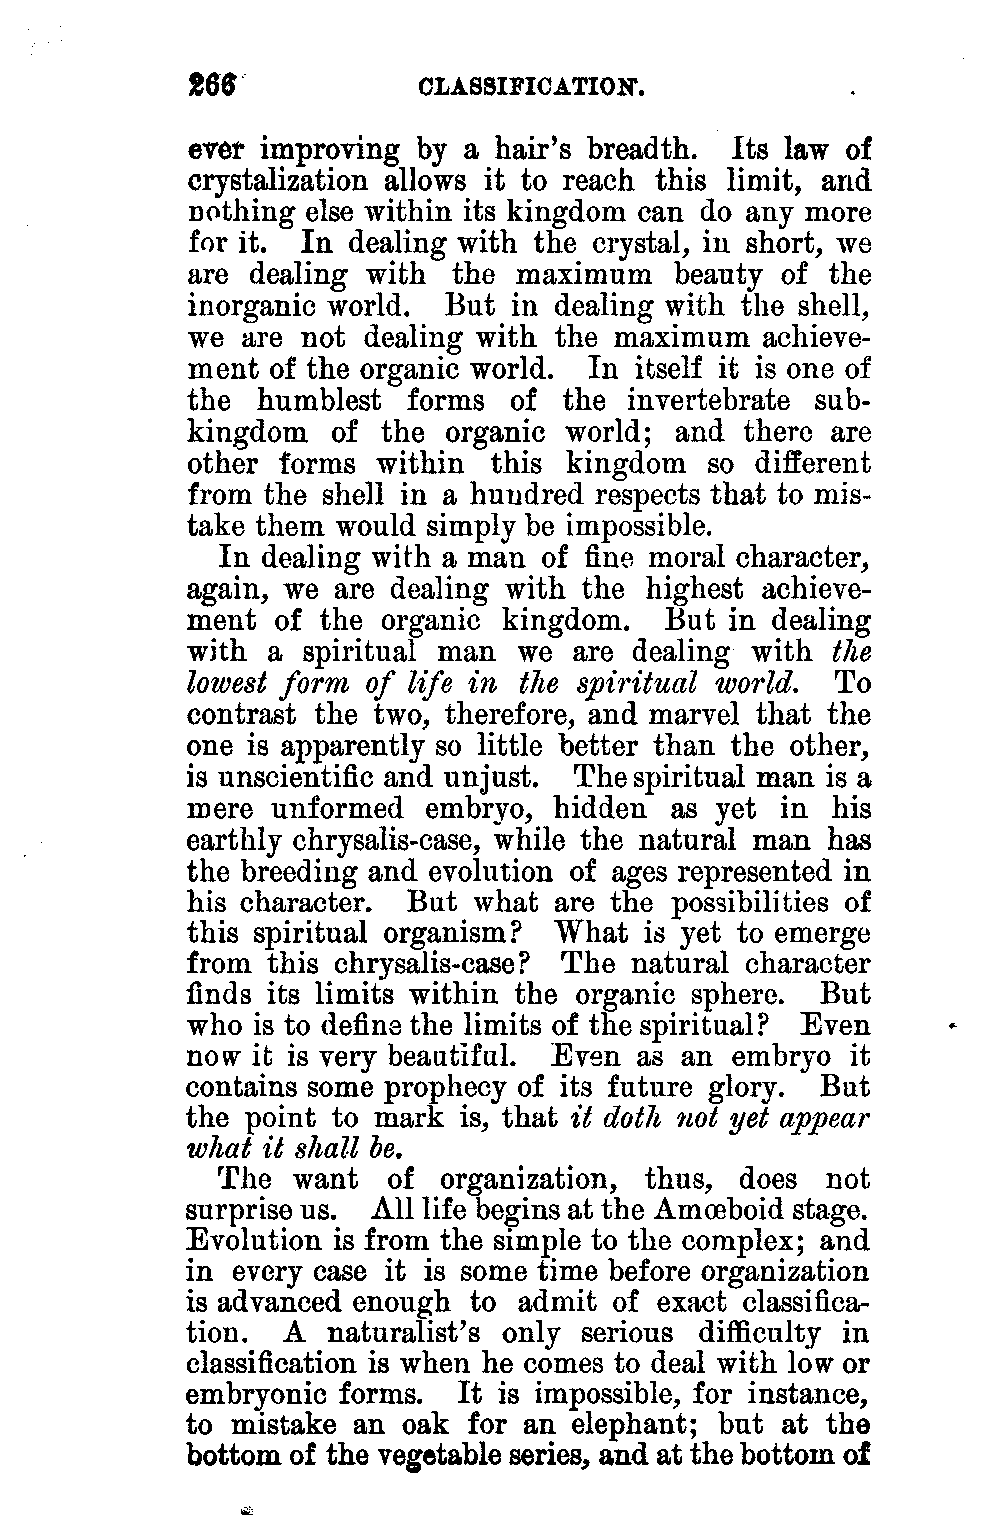 266 CLASSIFICATION.
ever improving by a hair's breadth. Its law of
crystalization allows it to reach this limit, and
nothing else within its kingdom can do any more
for it. In dealing with the crystal, in short, we
are dealing with the maximum beauty of the
inorganic world. But in dealing with the shell,
we are not dealing with the maximum achieve-
ment of the organic world. In itself it is one of
the humblest forms of the invertebrate sub-
kingdom of the organic world; and there are
other forms within this kingdom so different
from the shell in a hundred respects that to mis-
take them would simply be impossible.
In dealing with a man of fine moral character,
again, we are dealing with the highest achieve-
ment of the organic kingdom. But in dealing
with a spiritual man we are dealing with the
lowest form of life in the spiritual world. To
contrast the two, therefore, and marvel that the
one is apparently so little better than the other,
is unscientific and unjust. The spiritual man is a
mere unformed embryo, hidden as yet in his
earthly chrysalis-case, while the natural man has
the breeding and evolution of ages represented in
his character. But what are the possibilities of
this spiritual organism? What is yet to emerge
from this chrysalis-case? The natural character
finds its limits within the organic sphere. But
who is to define the limits of the spiritual? Even
now it is very beautiful. Even as an embryo it
contains some prophecy of its future glory. But
the point to mark is, that it doth not yet appear
what it shall be.
The want of organization, thus, does not
surprise us. All life begins at the Amœboid stage.
Evolution is from the simple to the complex; and
in every case it is some time before organization
is advanced enough to admit of exact classifica-
tion. A naturalist's only serious difficulty in
classification is when he comes to deal with low or
embryonic forms. It is impossible, for instance,
to mistake an oak for an elephant; but at the
bottom of the vegetable series, and at the bottom of